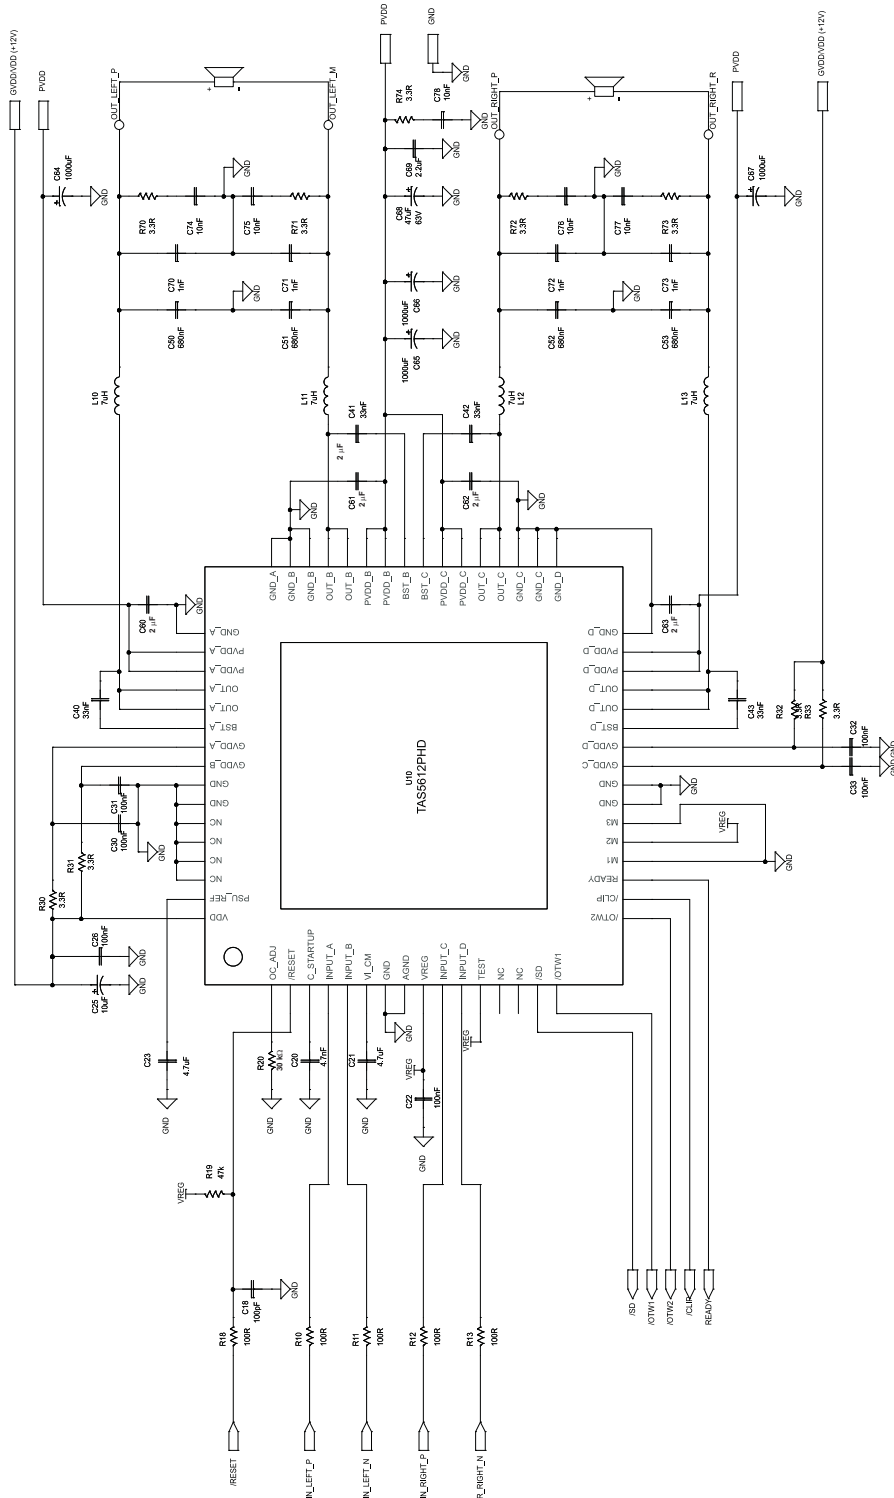 GVDD/VDD (+12V)
PVDD
PVDD
GND
PVDD
GVDD/VDD (+12V)
OUT_LEFT_P
OUT_LEFT_M
OUT_RIGHT_P
OUT_RIGHT_R
+
-
+
-
C64
1000uF
GND
R74
3.3R
C78
10nF
GND
GND
C69
2.2uF
GND
C68
47uF
63V
GND
C67
1000uF
GND
R70
3.3R
C74
10nF
GND
C75
10nF
R71
3.3R
R72
3.3R
C76
10nF
GND
C77
10nF
R73
3.3R
C70
1nF
C71
1nF
C72
1nF
C73
1nF
C66
1000uF
GND
C65
1000uF
GND
C50
680nF
GND
C51
680nF
C52
680nF
GND
C53
680nF
L10
7uH
L11
7uH
L12
7uH
L13
7uH
C41
33nF
C42
33nF
C61
2 µF
2 µF
C62
2 µF
GND
GND
GND_A
GND_B
GND_B
OUT_B
OUT_B
PVDD_B
PVDD_B
BST_B
BST_C
PVDD_C
PVDD_C
OUT_C
OUT_C
GND_C
GND_C
GND_D
C60
2 µF
GND
C63
2 µF
C40
33nF
C43
33nF
GND_A
PVDD_A
PVDD_A
OUT_A
OUT_A
BST_A
GVDD_A
GVDD_B
GND
GND
NC
NC
NC
NC
PSU_REF
VDD
GND_D
PVDD_D
PVDD_D
OUT_D
OUT_D
BST_D
GVDD_D
GVDD_C
GND
GND
M3
M2
M1
READY
/CLIP
/OTW2
U10
TAS5612PHD
R32
3.3R
R33
3.3R
C32
100nF
GND
C33
100nF
GND
GND
VREG
GND
C31
100nF
C30
100nF
GND
R31
3.3R
R30
3.3R
C26
100nF
GND
C25
10uF
GND
OC_ADJ
/RESET
C_STARTUP
INPUT_A
INPUT_B
VI_CM
GND
AGND
VREG
INPUT_C
INPUT_D
TEST
NC
NC
/SD
/OTW1
C23
4.7uF
GND
R20
30 kΩ
GND
C20
4.7nF
GND
C21
4.7uF
GND
GND
VREG
VREG
C22
100nF
GND
R19
47k
VREG
C18
100pF
GND
R18
100R
R10
100R
R11
100R
R12
100R
R13
100R
/RESET
IN_LEFT_P
IN_LEFT_N
IN_RIGHT_P
R_RIGHT_N
/SD
/OTW1
/OTW2
/CLIP
READY